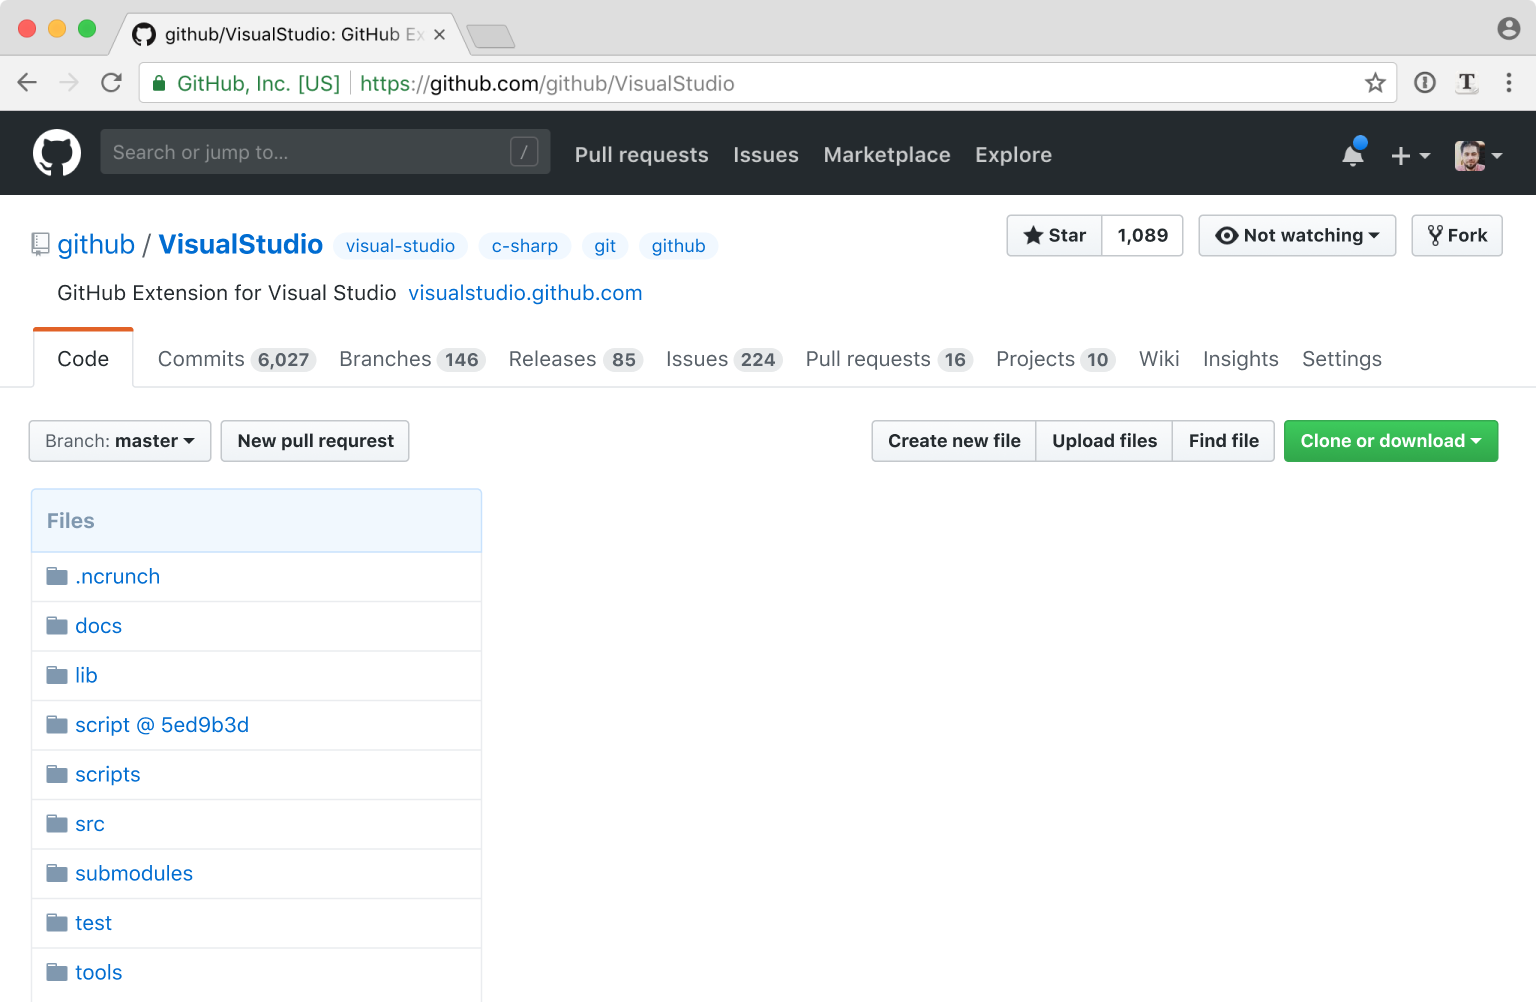 github/VisualStudio: GitHub Ex
GitHub, Inc. [US] https://github.com/github/VisualStudio
T
Search or jump to... / Pull requests Issues Marketplace Explore
github / VisualStudio visual-studio c-sharp git github Star 1,089 Not watching Fork
GitHub Extension for Visual Studio visualstudio.github.com
Code Commits 6,027 Branches 146 Releases 85 Issues 224 Pull requests 16 Projects 10 Wiki Insights Settings
Branch: master New pull requrest Create new file Upload files Find file Clone or download
Files
.ncrunch
docs
lib
script @ 5ed9b3d
scripts
src
submodules
test
tools